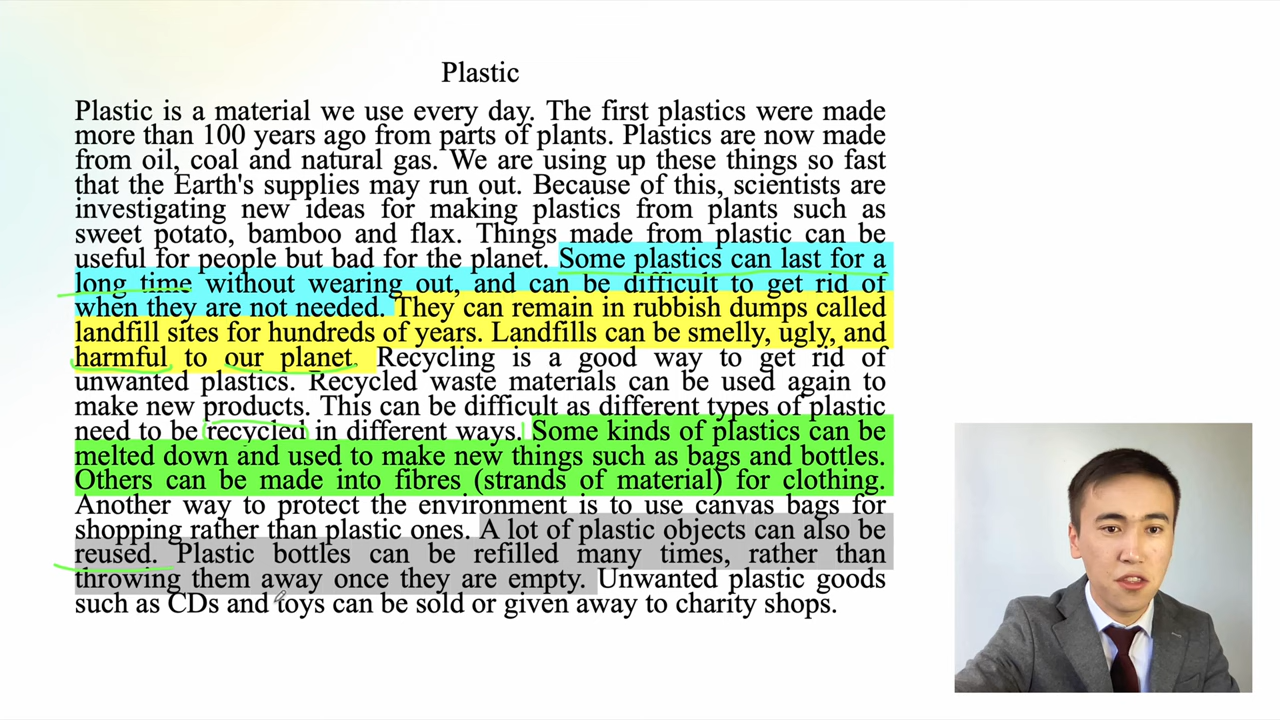 Plastic
Plastic is a material we use every day. The first plastics were made
more than 100 years ago from parts of plants. Plastics are now made
from oil, coal and natural gas. We are using up these things so fast
that the Earth's supplies may run out. Because of this, scientists are
investigating new ideas for making plastics from plants such as
sweet potato, bamboo and flax. Things made from plastic can be
useful for people but bad for the planet. Some plastics can last for a
long time without wearing out, and can be difficult to get rid of
when they are not needed. They can remain in rubbish dumps called
landfill sites for hundreds of years. Landfills can be smelly, ugly, and
harmful to our planet. Recycling is a good way to get rid of
unwanted plastics. Recycled waste materials can be used again to
make new products. This can be difficult as different types of plastic
need to be recycled in different ways. Some kinds of plastics can be
melted down and used to make new things such as bags and bottles.
Others can be made into fibres (strands of material) for clothing.
Another way to protect the environment is to use canvas bags for
shopping rather than plastic ones. A lot of plastic objects can also be
reused. Plastic bottles can be refilled many times, rather than
throwing them away once they are empty. Unwanted plastic goods
such as CDs and toys can be sold or given away to charity shops.